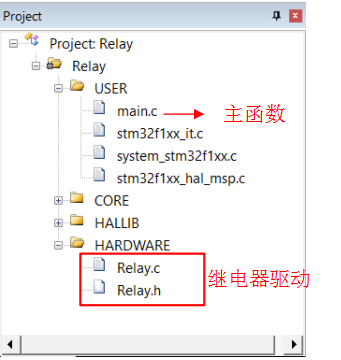 Project
Project: Relay
Relay
USER
main.c 主函数
stm32f1xx_it.c
system_stm32f1xx.c
stm32f1xx_hal_msp.c
CORE
HALLIB
HARDWARE
Relay.c
Relay.h
继电器驱动